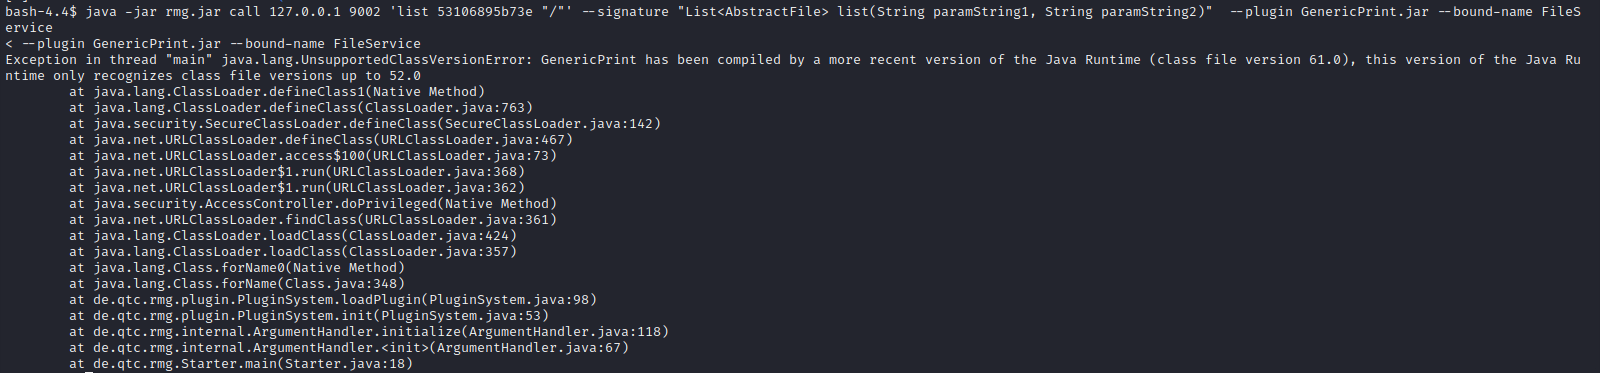 bash-4.4$ java -jar rmg.jar call 127.0.0.1 9002 'list 53106895b73e "/"' --signature "List<AbstractFile> list(String paramString1, String paramString2)"  --plugin GenericPrint.jar --bound-name FileS
ervice
< --plugin GenericPrint.jar --bound-name FileService
Exception in thread "main" java.lang.UnsupportedClassVersionError: GenericPrint has been compiled by a more recent version of the Java Runtime (class file version 61.0), this version of the Java Ru
ntime only recognizes class file versions up to 52.0
        at java.lang.ClassLoader.defineClass1(Native Method)
        at java.lang.ClassLoader.defineClass(ClassLoader.java:763)
        at java.security.SecureClassLoader.defineClass(SecureClassLoader.java:142)
        at java.net.URLClassLoader.defineClass(URLClassLoader.java:467)
        at java.net.URLClassLoader.access$100(URLClassLoader.java:73)
        at java.net.URLClassLoader$1.run(URLClassLoader.java:368)
        at java.net.URLClassLoader$1.run(URLClassLoader.java:362)
        at java.security.AccessController.doPrivileged(Native Method)
        at java.net.URLClassLoader.findClass(URLClassLoader.java:361)
        at java.lang.ClassLoader.loadClass(ClassLoader.java:424)
        at java.lang.ClassLoader.loadClass(ClassLoader.java:357)
        at java.lang.Class.forName0(Native Method)
        at java.lang.Class.forName(Class.java:348)
        at de.qtc.rmg.plugin.PluginSystem.loadPlugin(PluginSystem.java:98)
        at de.qtc.rmg.plugin.PluginSystem.init(PluginSystem.java:53)
        at de.qtc.rmg.internal.ArgumentHandler.initialize(ArgumentHandler.java:118)
        at de.qtc.rmg.internal.ArgumentHandler.<init>(ArgumentHandler.java:67)
        at de.qtc.rmg.Starter.main(Starter.java:18)